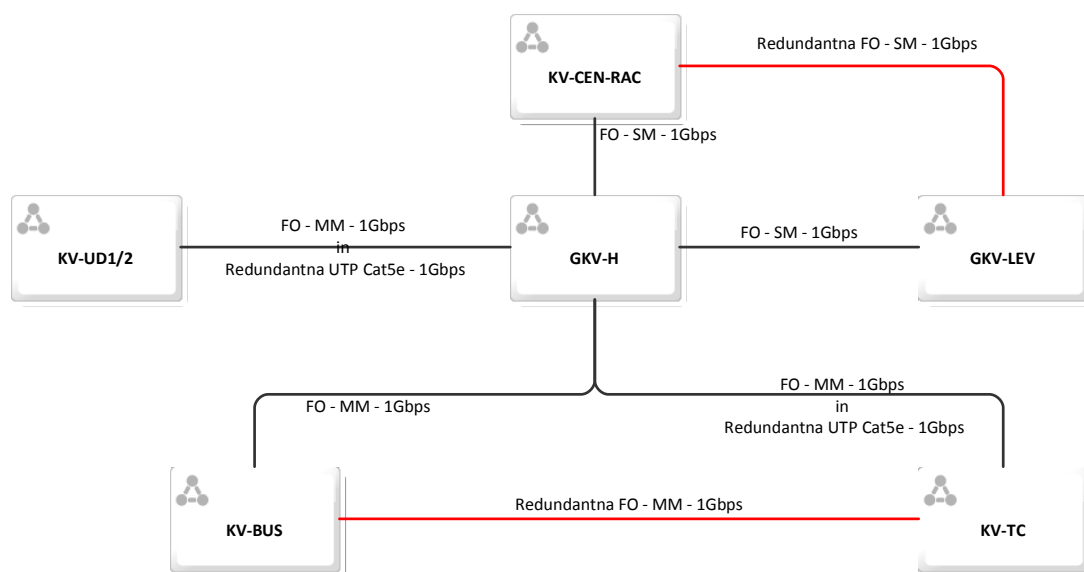 Redundantna FO - SM - 1Gbps
KV-CEN-RAC
FO - SM - 1Gbps
FO - MM - 1Gbps
in
Redundantna UTP Cat5e - 1Gbps
FO - SM - 1Gbps
KV-UD1/2
GKV-H
GKV-LEV
FO - MM - 1Gbps
FO - MM - 1Gbps
in
Redundantna UTP Cat5e - 1Gbps
Redundantna FO - MM - 1Gbps
KV-BUS
KV-TC